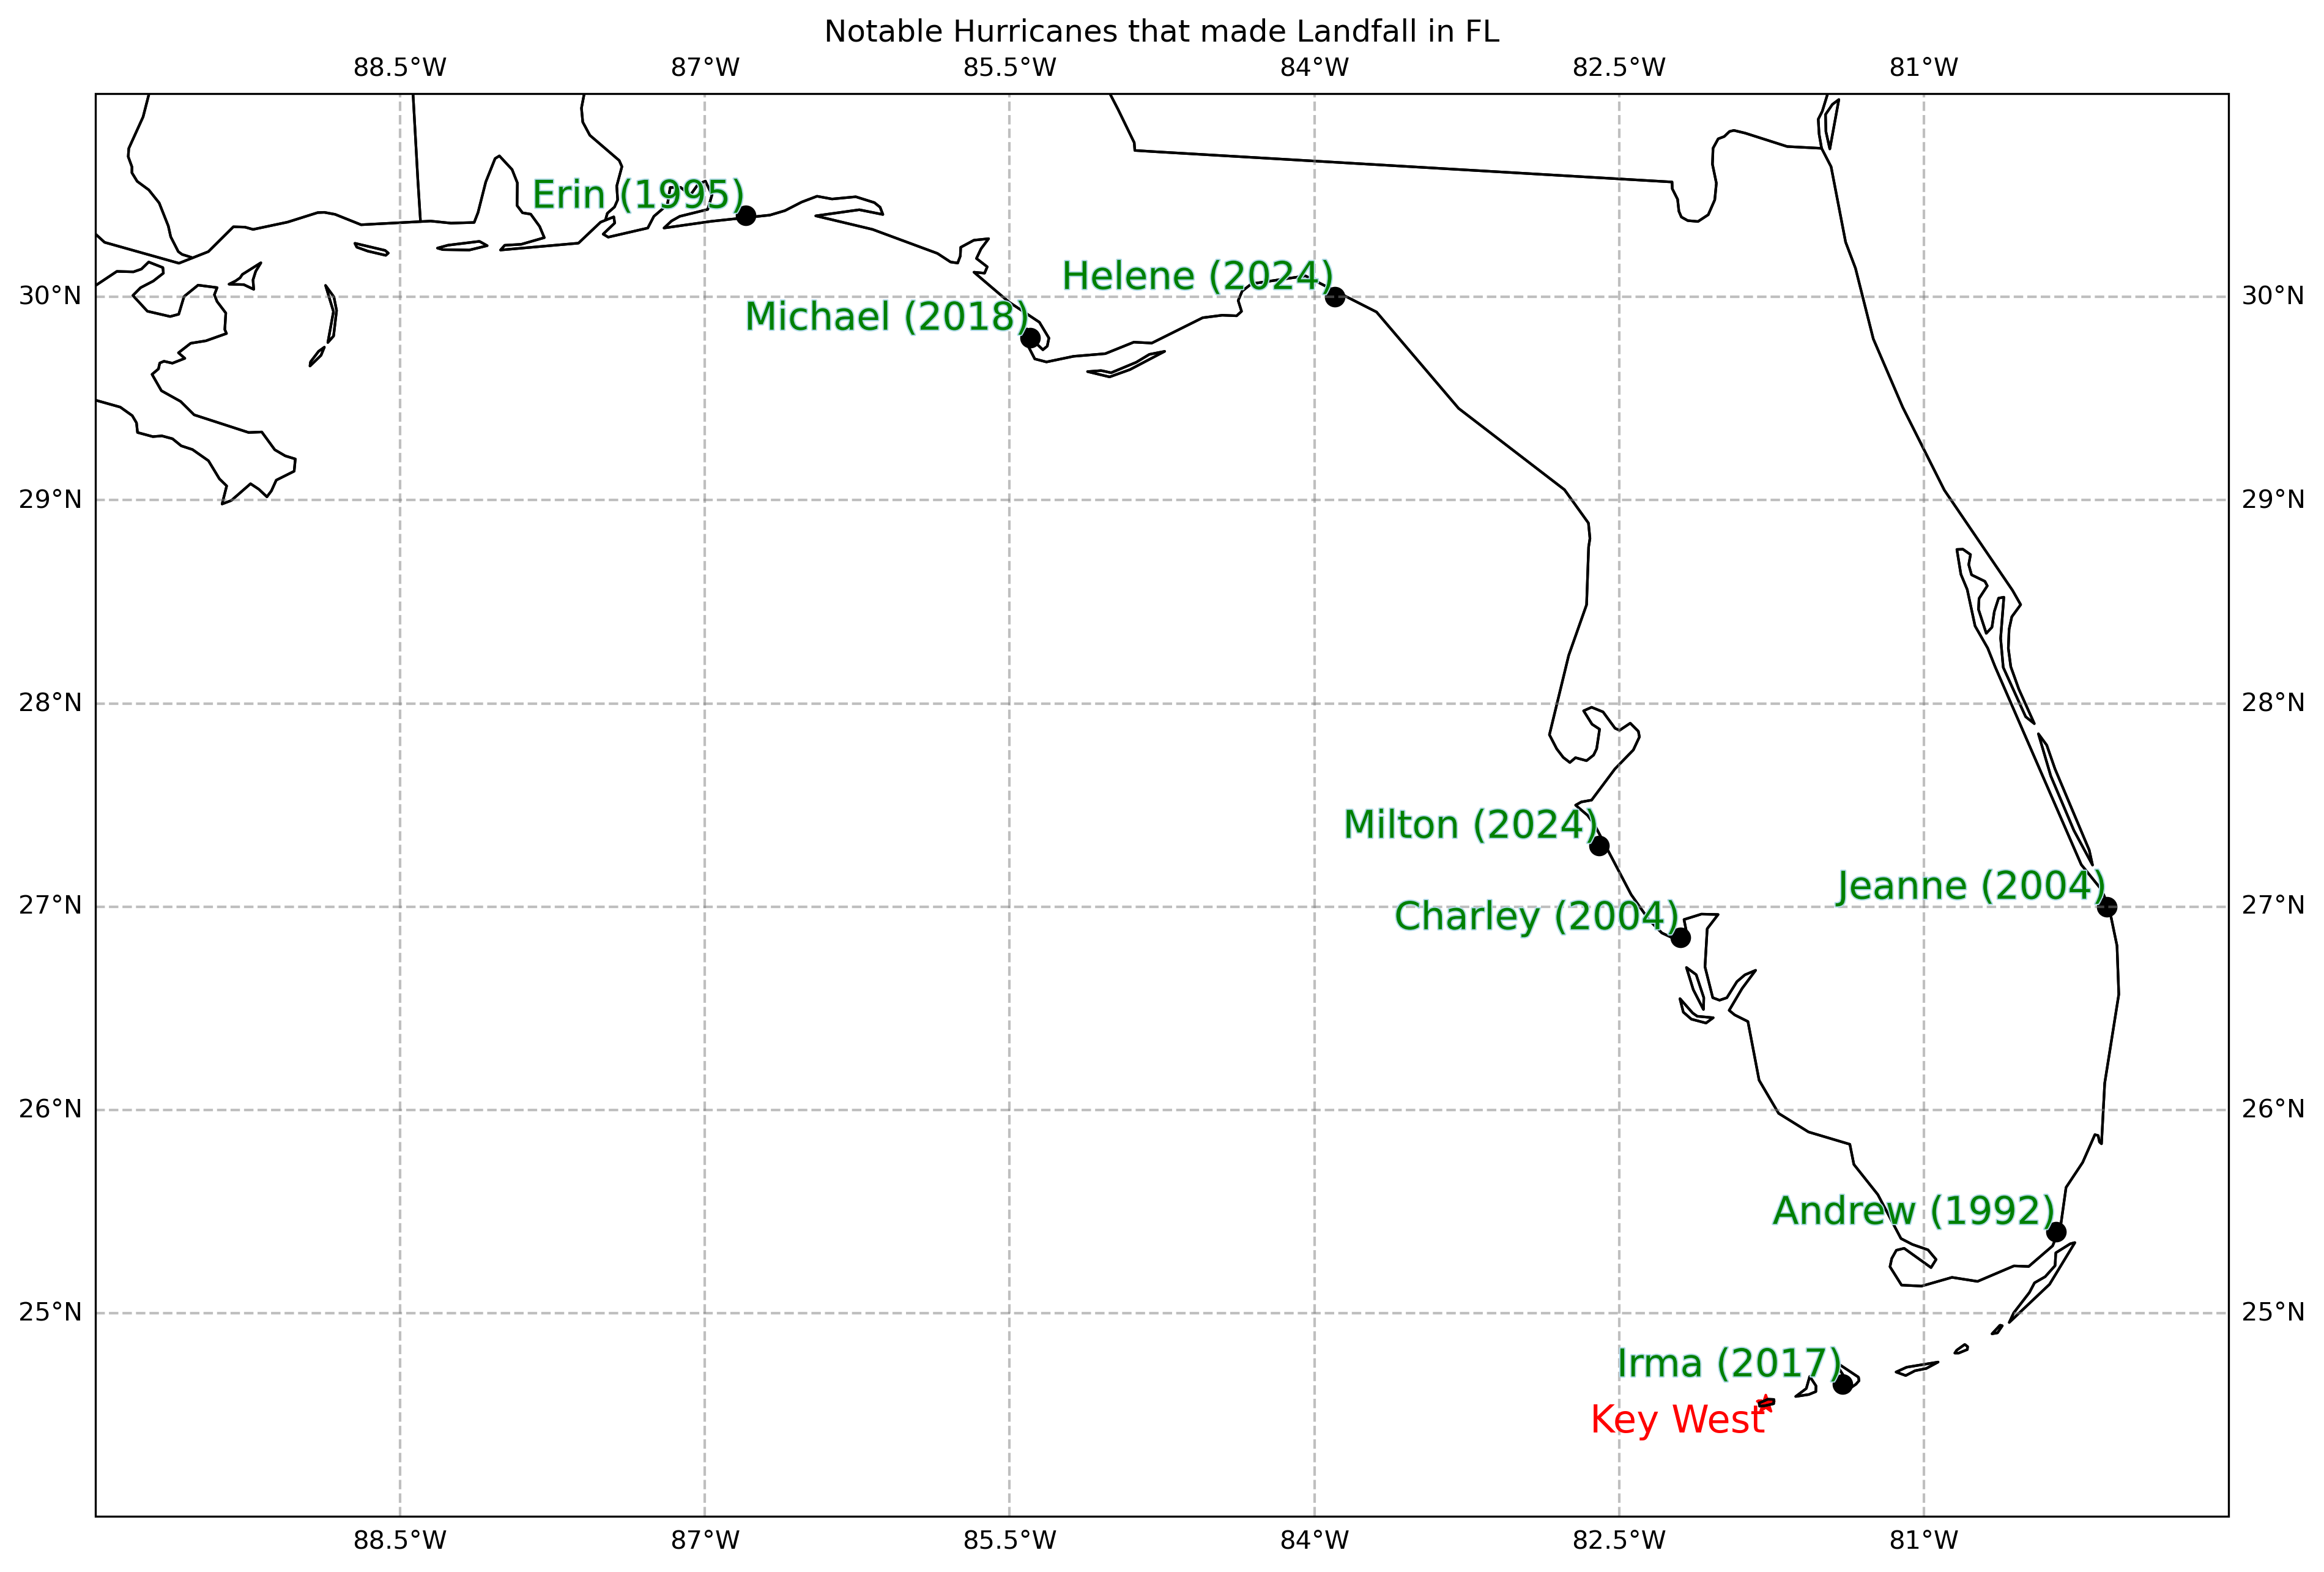 Notable Hurricanes that made Landfall in FL
88.5°W 87°W 85.5°W 84°W 82.5°W 81°W
Erin (1995)
Helene (2024)
30°N 30°N
Michael (2018)
29°N 29°N
28°N 28°N
Milton (2024)
Jeanne (2004)
27°N 27°N
Charley (2004)
26°N 26°N
Andrew (1992)
25°N 25°N
Irma (2017)
Key West
88.5°W 87°W 85.5°W 84°W 82.5°W 81°W